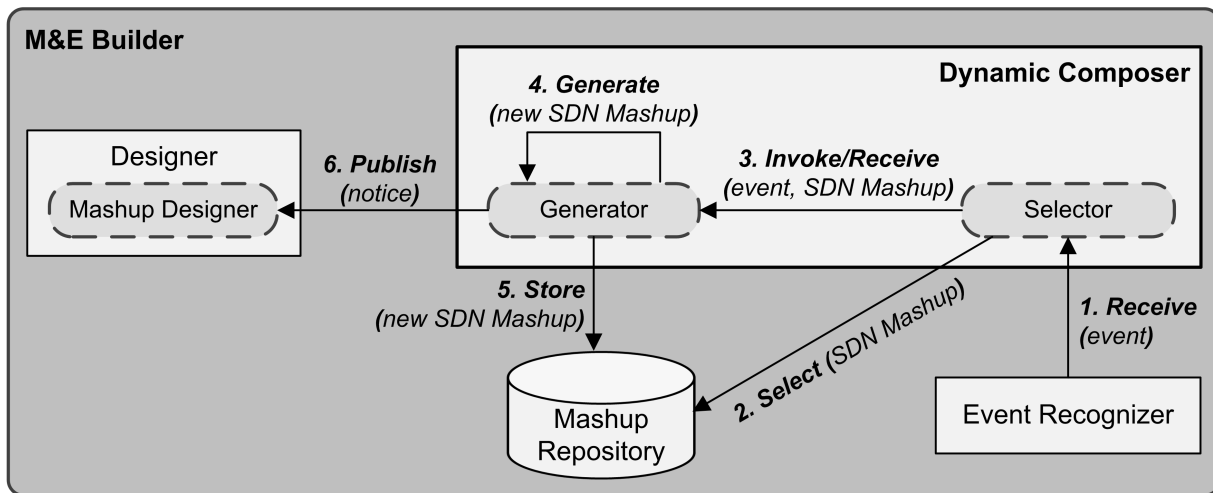 M&E Builder
Dynamic Composer
4. Generate
(new SDN Mashup)
Designer
Mashup Designer
6. Publish
(notice)
Generator
3. Invoke/Receive
(event, SDN Mashup)
Selector
5. Store
(new SDN Mashup)
2. Select (SDN Mashup)
1. Receive
(event)
Mashup
Repository
Event Recognizer